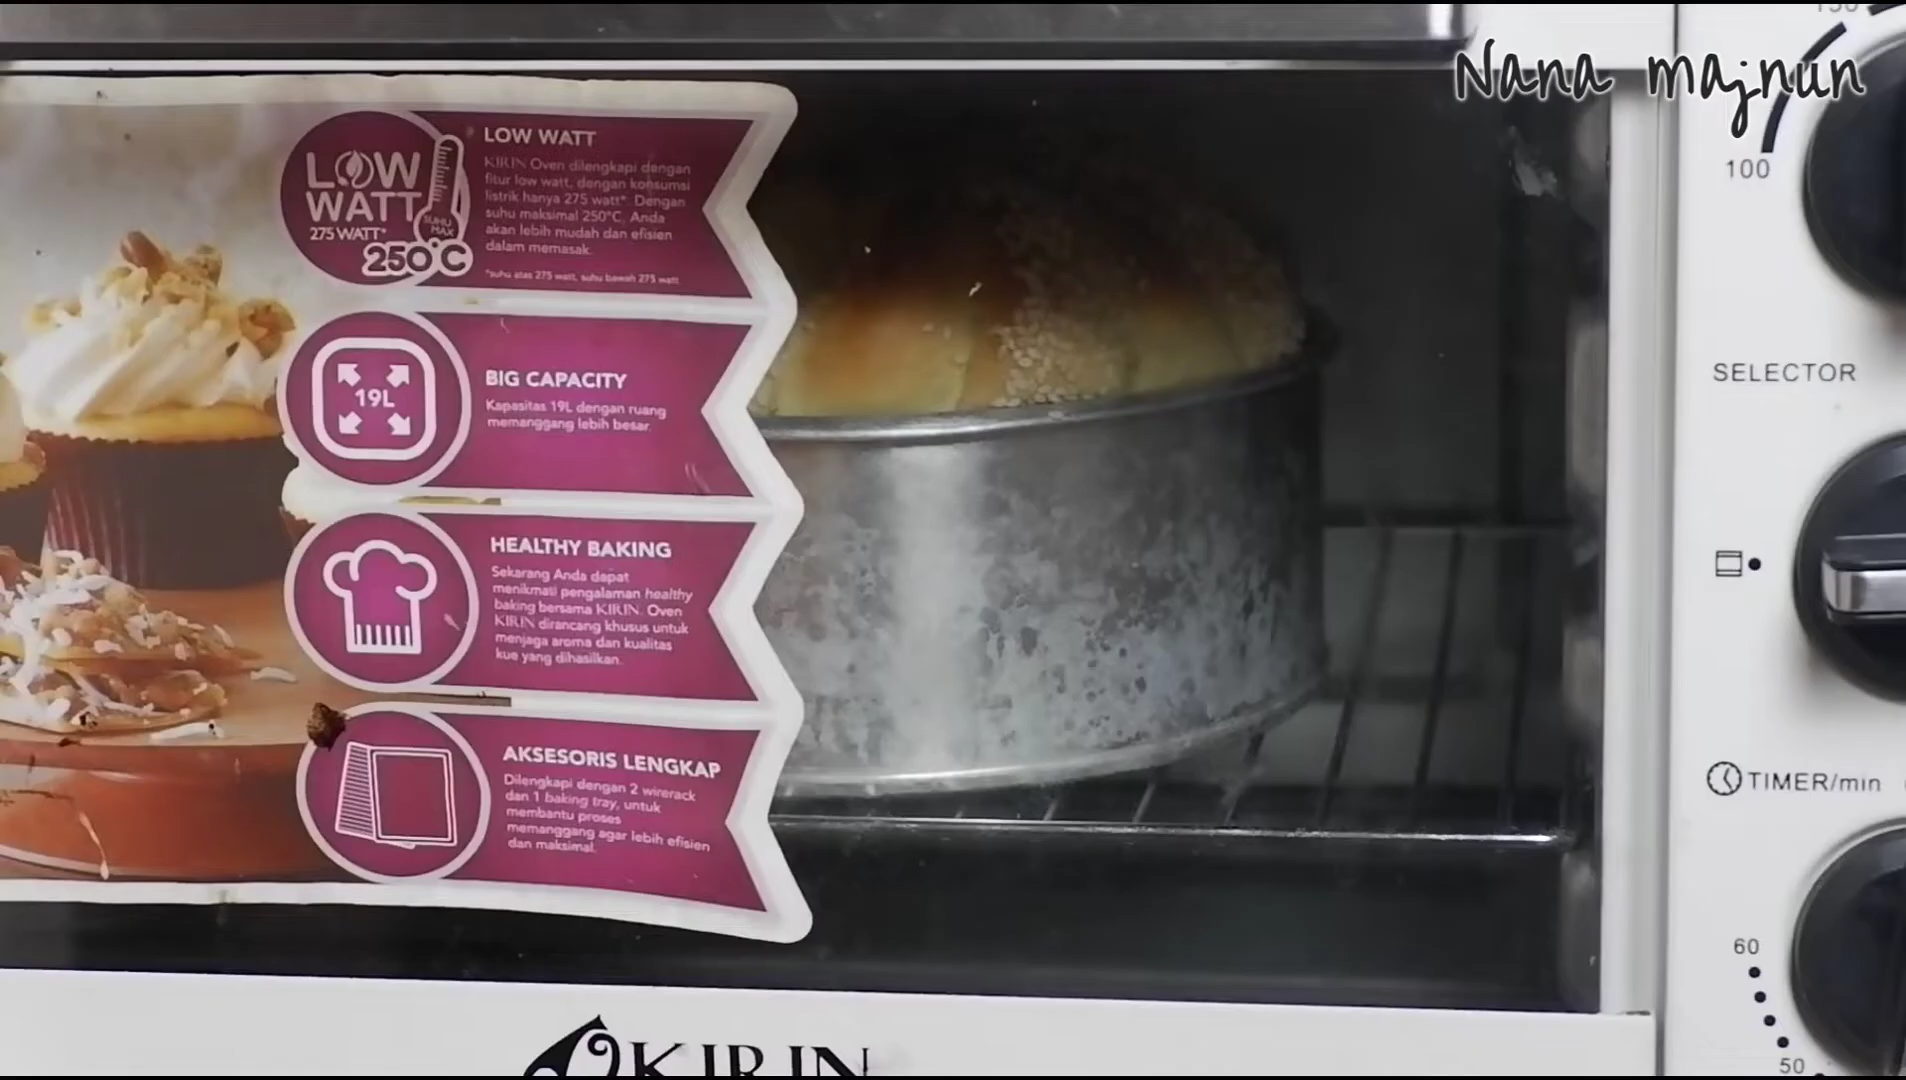 Nana majnun
150
100
LOW
WATT
275 WATT*
SUHU
MAX
250°C
LOW WATT
KIRIN Oven dilengkapi dengan
fitur low watt, dengan konsumsi
listrik hanya 275 watt*. Dengan
suhu maksimal 250°C, Anda
akan lebih mudah dan efisien
dalam memasak.
*suhu atas 275 watt, suhu bawah 275 watt
19L
BIG CAPACITY
Kapasitas 19L dengan ruang
memanggang lebih besar.
SELECTOR
HEALTHY BAKING
Sekarang Anda dapat
menikmati pengalaman healthy
baking bersama KIRIN. Oven
KIRIN dirancang khusus untuk
menjaga aroma dan kualitas
kue yang dihasilkan.
AKSESORIS LENGKAP
Dilengkapi dengan 2 wirerack
dan 1 baking tray, untuk
membantu proses
memanggang agar lebih efisien
dan maksimal.
TIMER/min
60
50
KIRIN